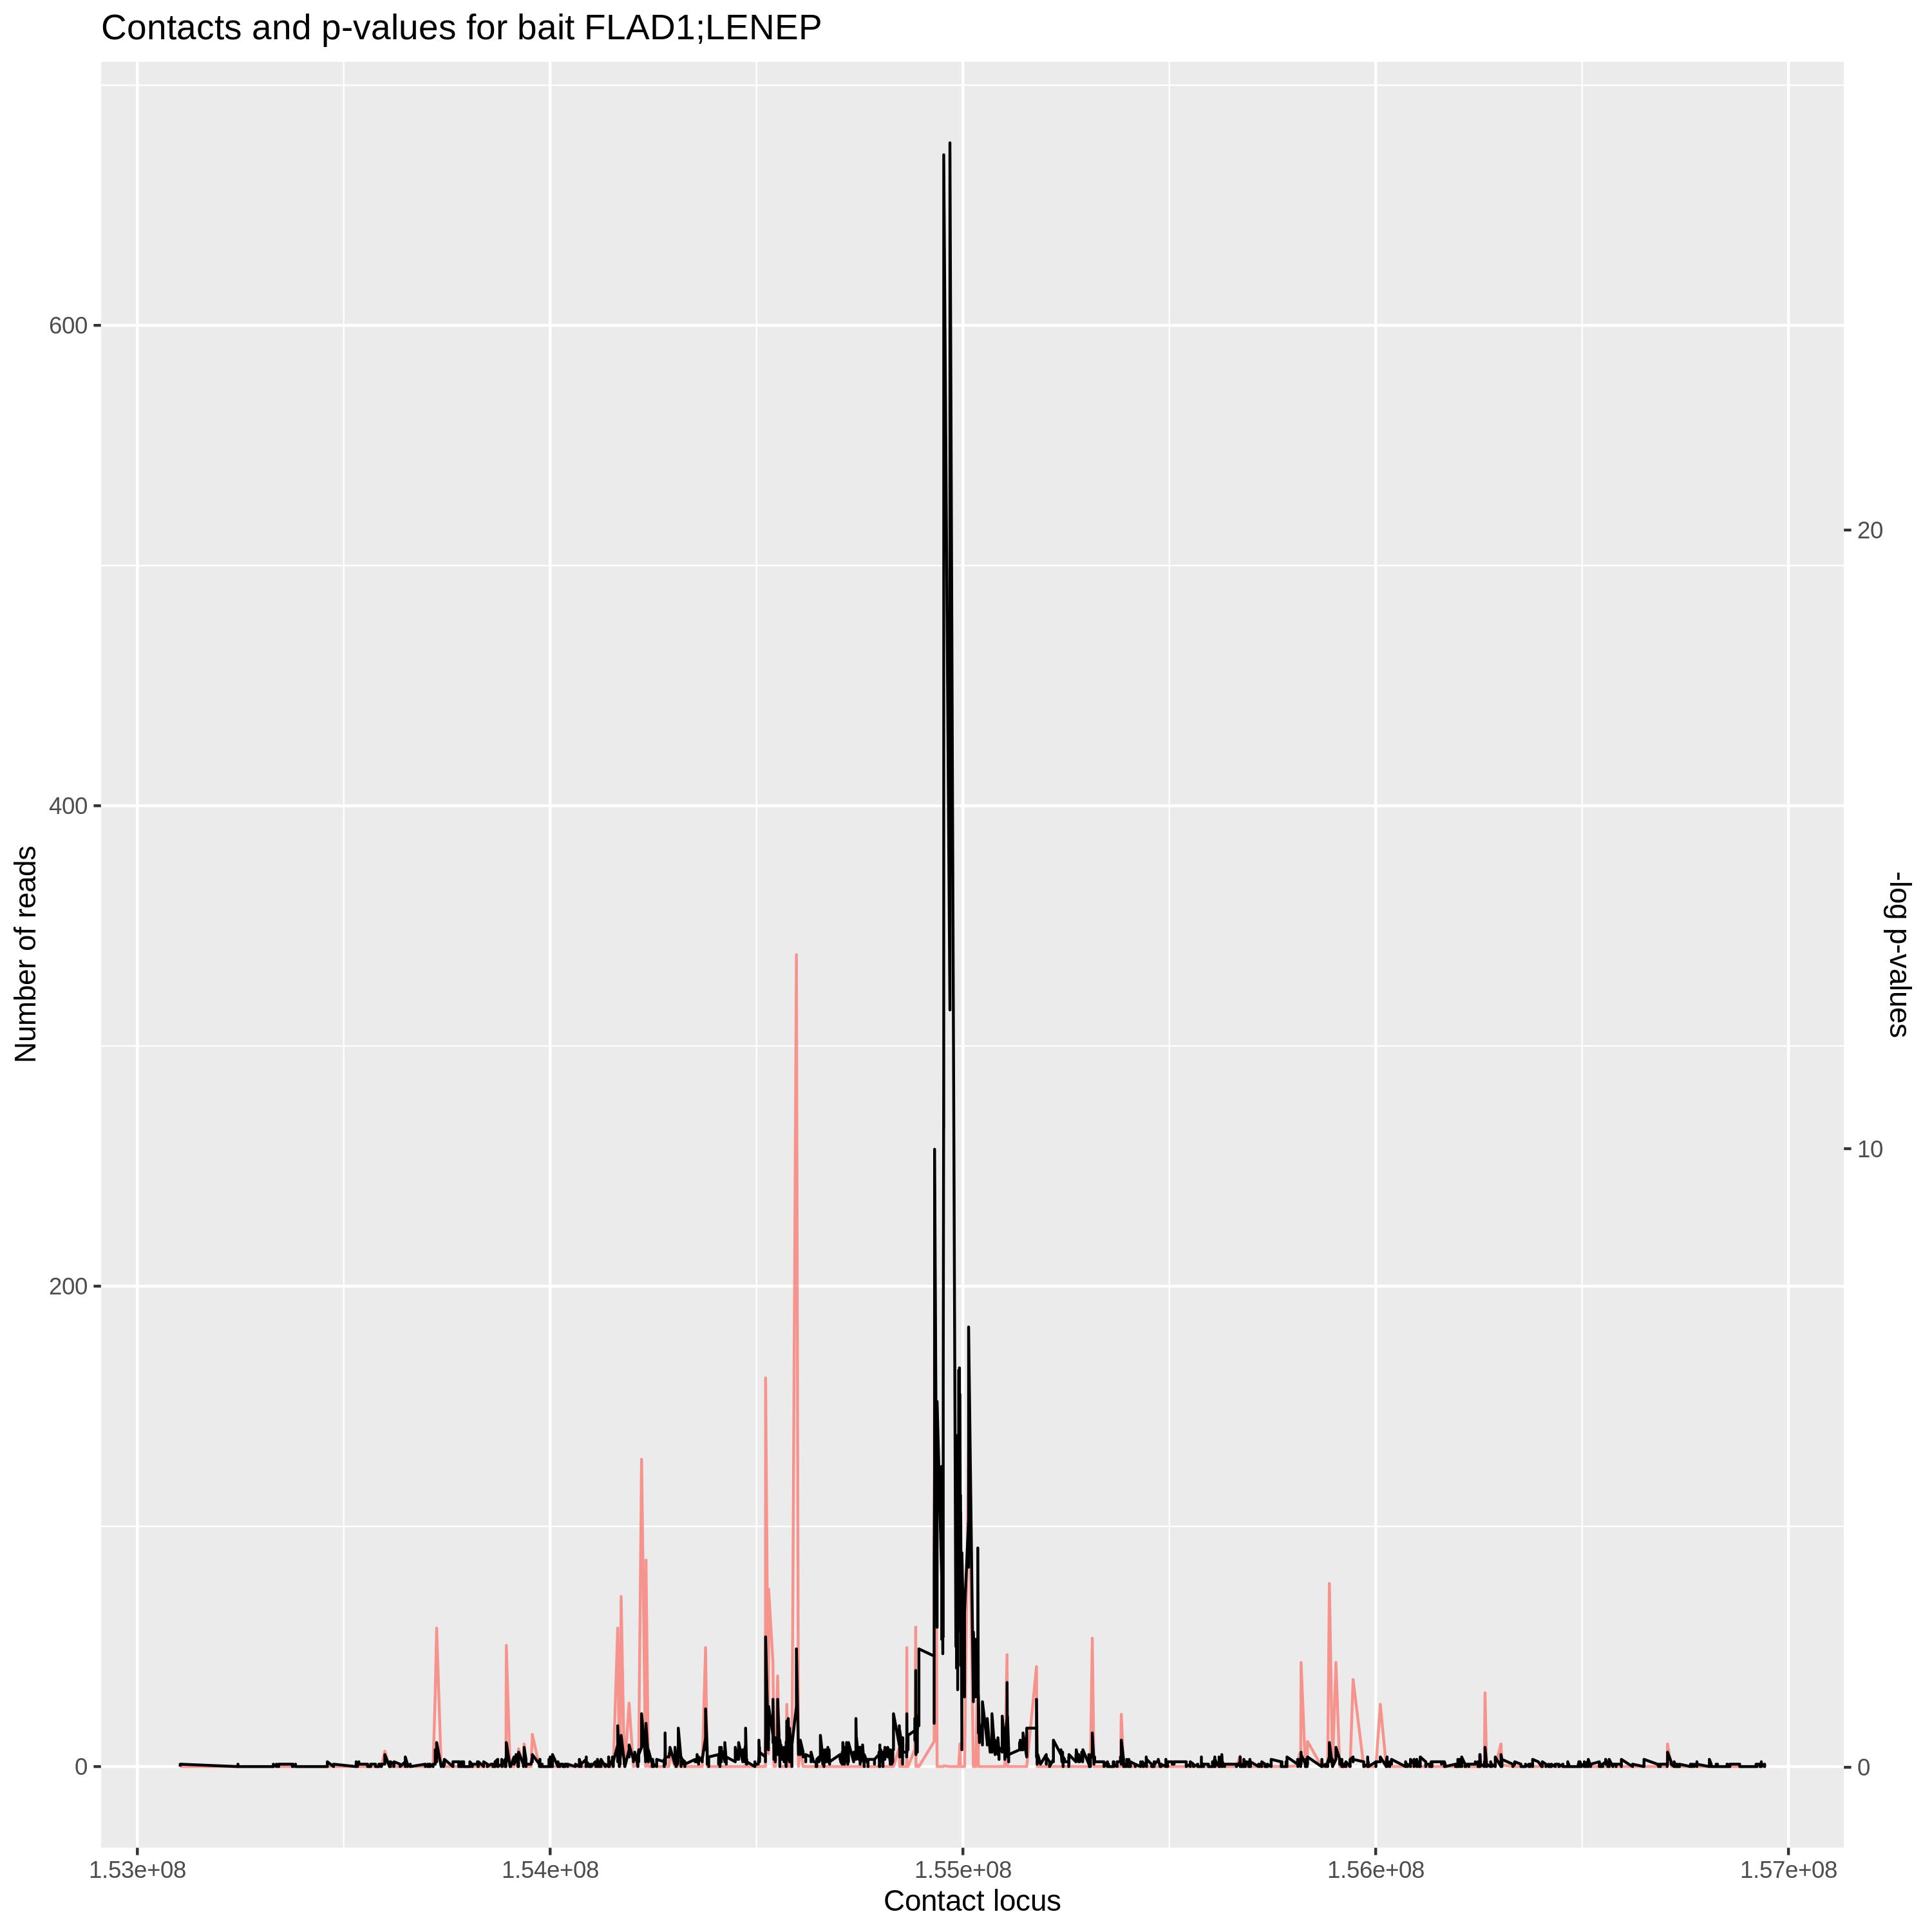 Contacts and p-values for bait FLAD1;LENEP
600
400
200
0
Number of reads
20
10
0
-log p-values
1.53e+08
1.54e+08
1.55e+08
1.56e+08
1.57e+08
Contact locus